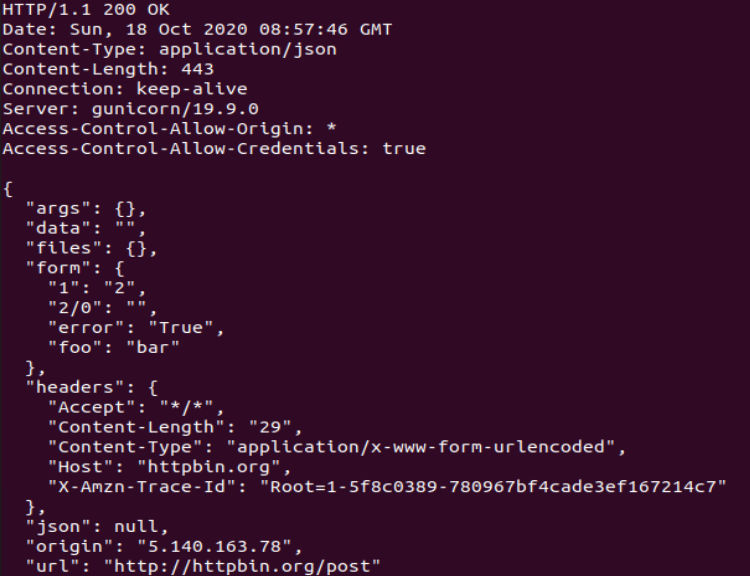 HTTP/1.1 200 OK
Date: Sun, 18 Oct 2020 08:57:46 GMT
Content-Type: application/json
Content-Length: 443
Connection: keep-alive
Server: gunicorn/19.9.0
Access-Control-Allow-Origin: *
Access-Control-Allow-Credentials: true

{
  "args": {},
  "data": "",
  "files": {},
  "form": {
    "1": "2",
    "2/0": "",
    "error": "True",
    "foo": "bar"
  },
  "headers": {
    "Accept": "*/*",
    "Content-Length": "29",
    "Content-Type": "application/x-www-form-urlencoded",
    "Host": "httpbin.org",
    "X-Amzn-Trace-Id": "Root=1-5f8c0389-780967bf4cade3ef167214c7"
  },
  "json": null,
  "origin": "5.140.163.78",
  "url": "http://httpbin.org/post"